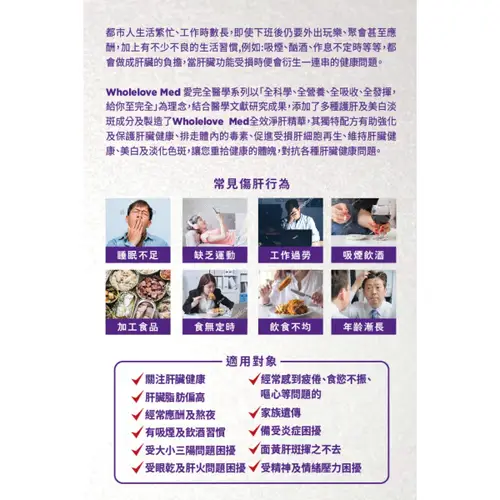 都市人生活繁忙、工作時數長,即使下班後仍要外出玩樂、聚會甚至應
酬,加上有不少不良的生活習慣,例如:吸煙、酗酒、作息不定時等等,都
會做成肝臟的負擔,當肝臟功能受損時便會衍生一連串的健康問題。
Wholelove Med 愛完全醫學系列以「全科學、全營養、全吸收、全發揮,
給你至完全」為理念,結合醫學文獻研究成果,添加了多種護肝及美白淡
斑成分及製造了Wholelove Med全效淨肝精華,其獨特配方有助強化
及保護肝臟健康、排走體內的毒素、促進受損肝細胞再生、維持肝臟健
康、美白及淡化色斑,讓您重拾健康的體魄,對抗各種肝臟健康問題。
常見傷肝行為
睡眠不足 缺乏運動 工作過勞 吸煙飲酒
加工食品 食無定時 飲食不均 年齡漸長
適用對象
關注肝臟健康
肝臟脂肪偏高
經常應酬及熬夜
有吸煙及飲酒習慣
受大小三陽問題困擾
受眼乾及肝火問題困擾
經常感到疲倦、食慾不振、
嘔心等問題的
家族遺傳
備受炎症困擾
面黃肝斑揮之不去
受精神及情緒壓力困擾